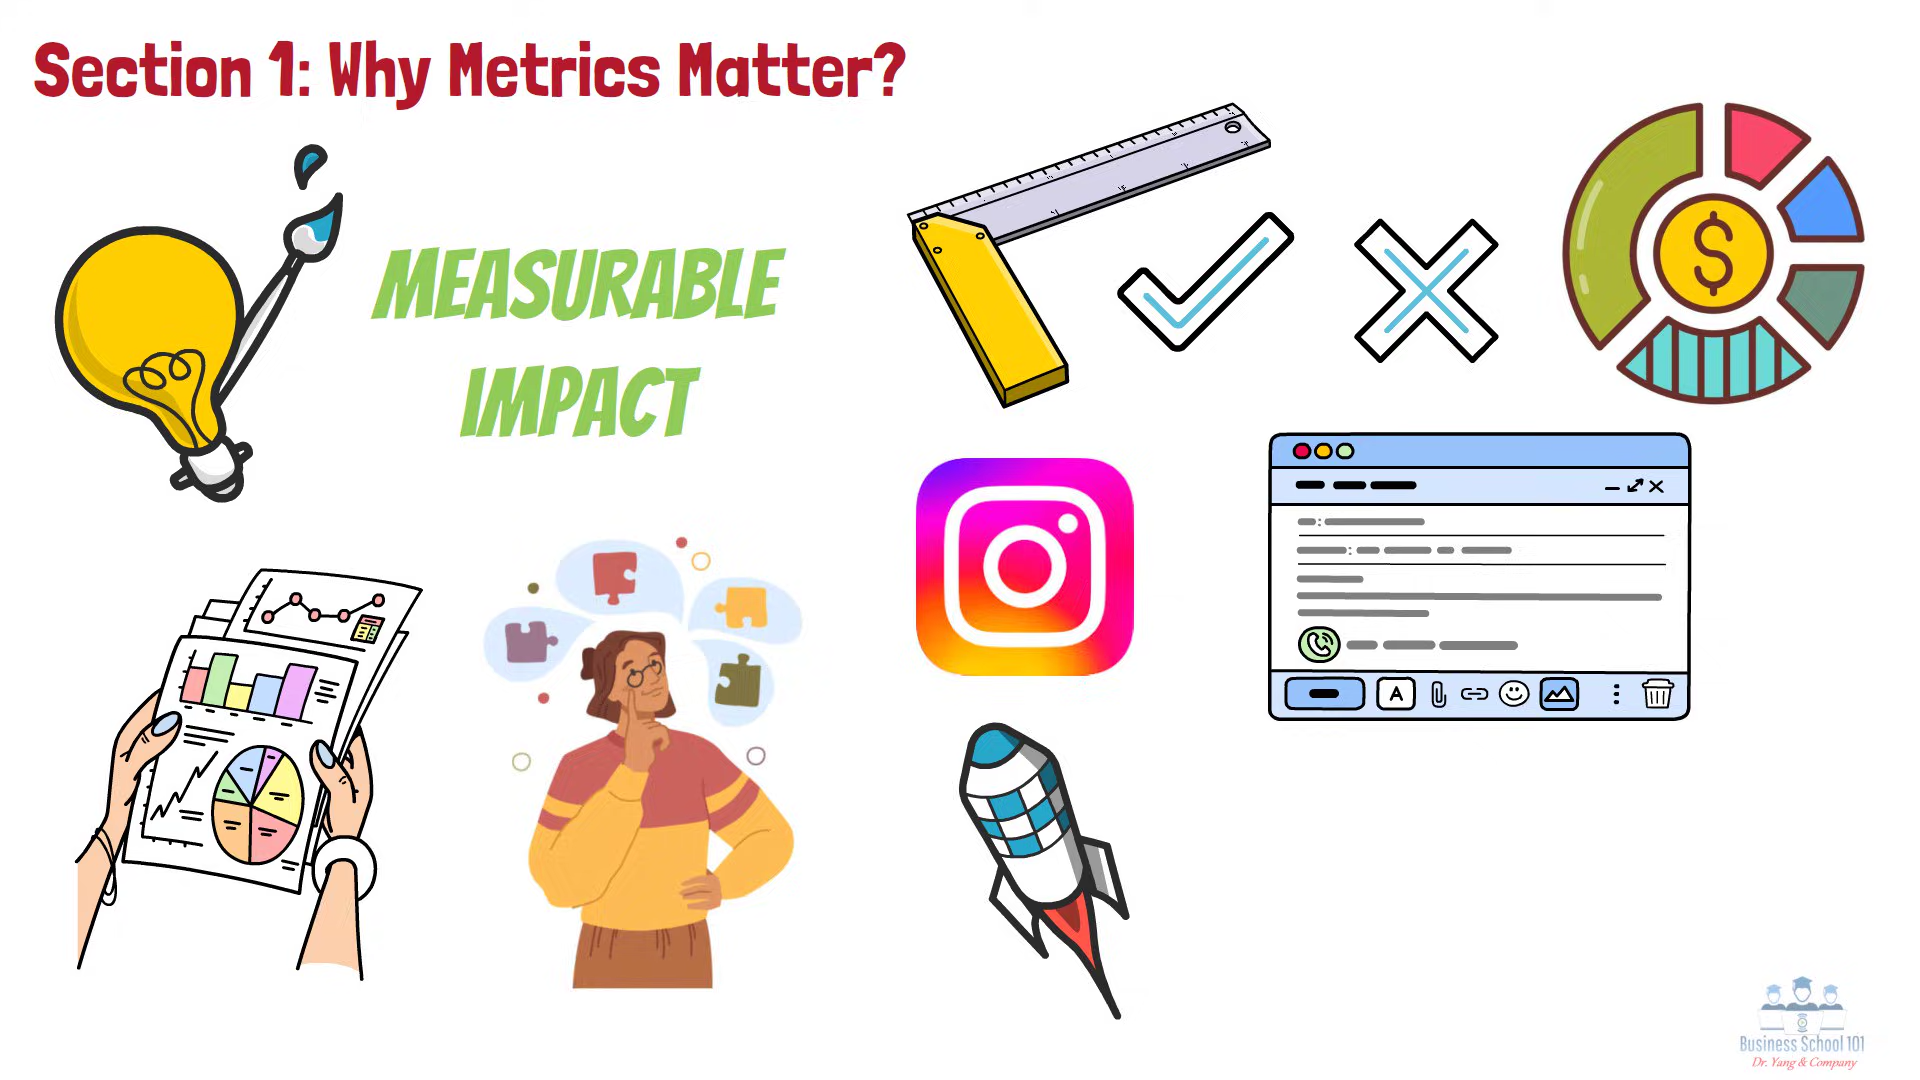 Section 1: Why Metrics Matter?
MEASURABLE
IMPACT
$
A
Business School 101
Dr. Yang & Company